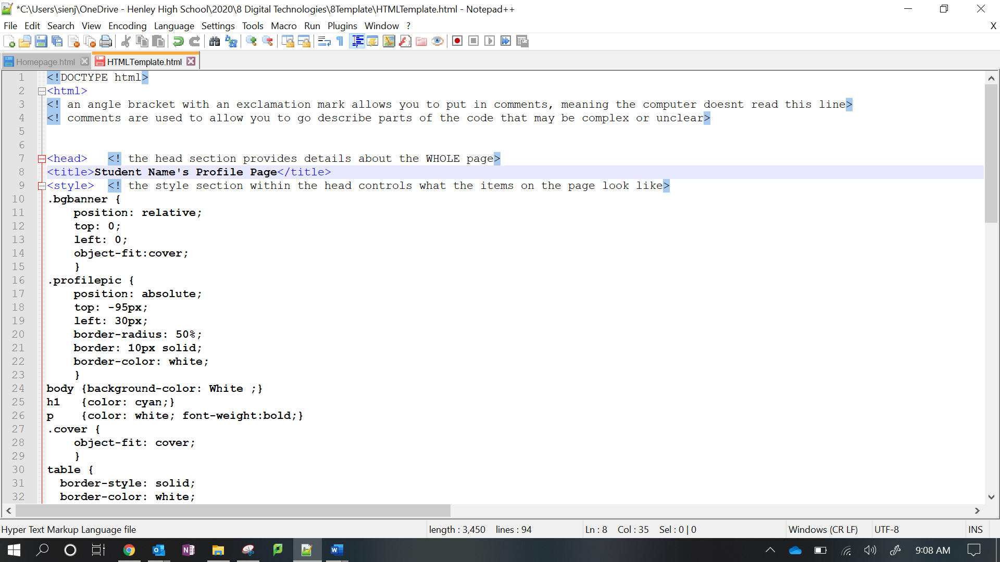 *C:\Users\sienj\OneDrive - Henley High School\2020\8 Digital Technologies\8Template\HTMLTemplate.html - Notepad++
File Edit Search View Encoding Language Settings Tools Macro Run Plugins Window ? X
Homepage.html HTMLTemplate.html
1 <!DOCTYPE html>
2 <html>
3 <! an angle bracket with an exclamation mark allows you to put in comments, meaning the computer doesnt read this line>
4 <! comments are used to allow you to go describe parts of the code that may be complex or unclear>
5
6
7 <head>   <! the head section provides details about the WHOLE page>
8 <title>Student Name's Profile Page</title>
9 <style>  <! the style section within the head controls what the items on the page look like>
10 .bgbanner {
11     position: relative;
12     top: 0;
13     left: 0;
14     object-fit:cover;
15     }
16 .profilepic {
17     position: absolute;
18     top: -95px;
19     left: 30px;
20     border-radius: 50%;
21     border: 10px solid;
22     border-color: white;
23     }
24 body {background-color: White ;}
25 h1   {color: cyan;}
26 p    {color: white; font-weight:bold;}
27 .cover {
28     object-fit: cover;
29     }
30 table {
31   border-style: solid;
32   border-color: white;
Hyper Text Markup Language file length : 3,450 lines : 94 Ln : 8 Col : 35 Sel : 0 | 0 Windows (CR LF) UTF-8 INS
9:08 AM